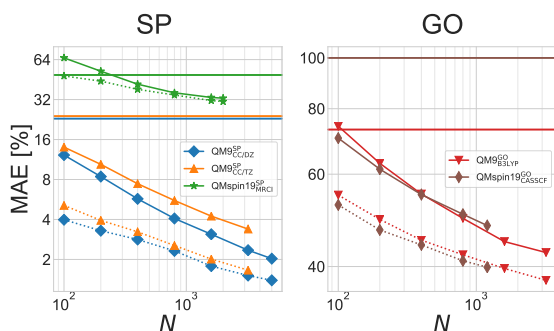 SP
GO
MAE [%]
64
32
16
8
4
2
QM9^SP_CC/DZ
QM9^SP_CC/TZ
QMspin19^SP_MRCI
10^2
10^3
N
100
80
60
40
QM9^GO_B3LYP
QMspin19^GO_CASSCF
10^2
10^3
N